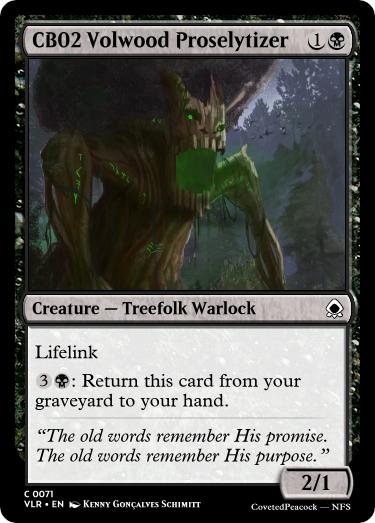 CB02 Volwood Proselytizer 1
Creature — Treefolk Warlock
Lifelink
3 : Return this card from your
graveyard to your hand.
“The old words remember His promise.
The old words remember His purpose.”
2/1
C 0071
VLR • EN Kenny Gonçalves Schimitt
CovetedPeacock — NFS